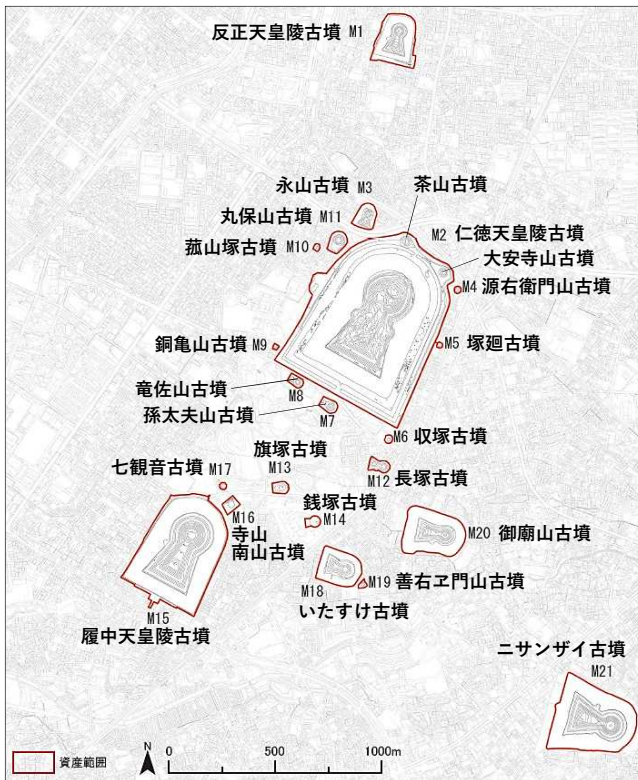 反正天皇陵古墳 M1
永山古墳 M3
茶山古墳
丸保山古墳 M11
M2 仁徳天皇陵古墳
菰山塚古墳 M10
大安寺山古墳
M4 源右衛門山古墳
銅亀山古墳 M9
M5 塚廻古墳
竜佐山古墳
M8
孫太夫山古墳
M7
M6 収塚古墳
旗塚古墳
M13
七観音古墳 M17
M12 長塚古墳
銭塚古墳
M14
M16
寺山
南山古墳
M20 御廟山古墳
M18
M19 善右ヱ門山古墳
いたすけ古墳
M15
履中天皇陵古墳
ニサンザイ古墳
M21
資産範囲
N
0 500 1000m